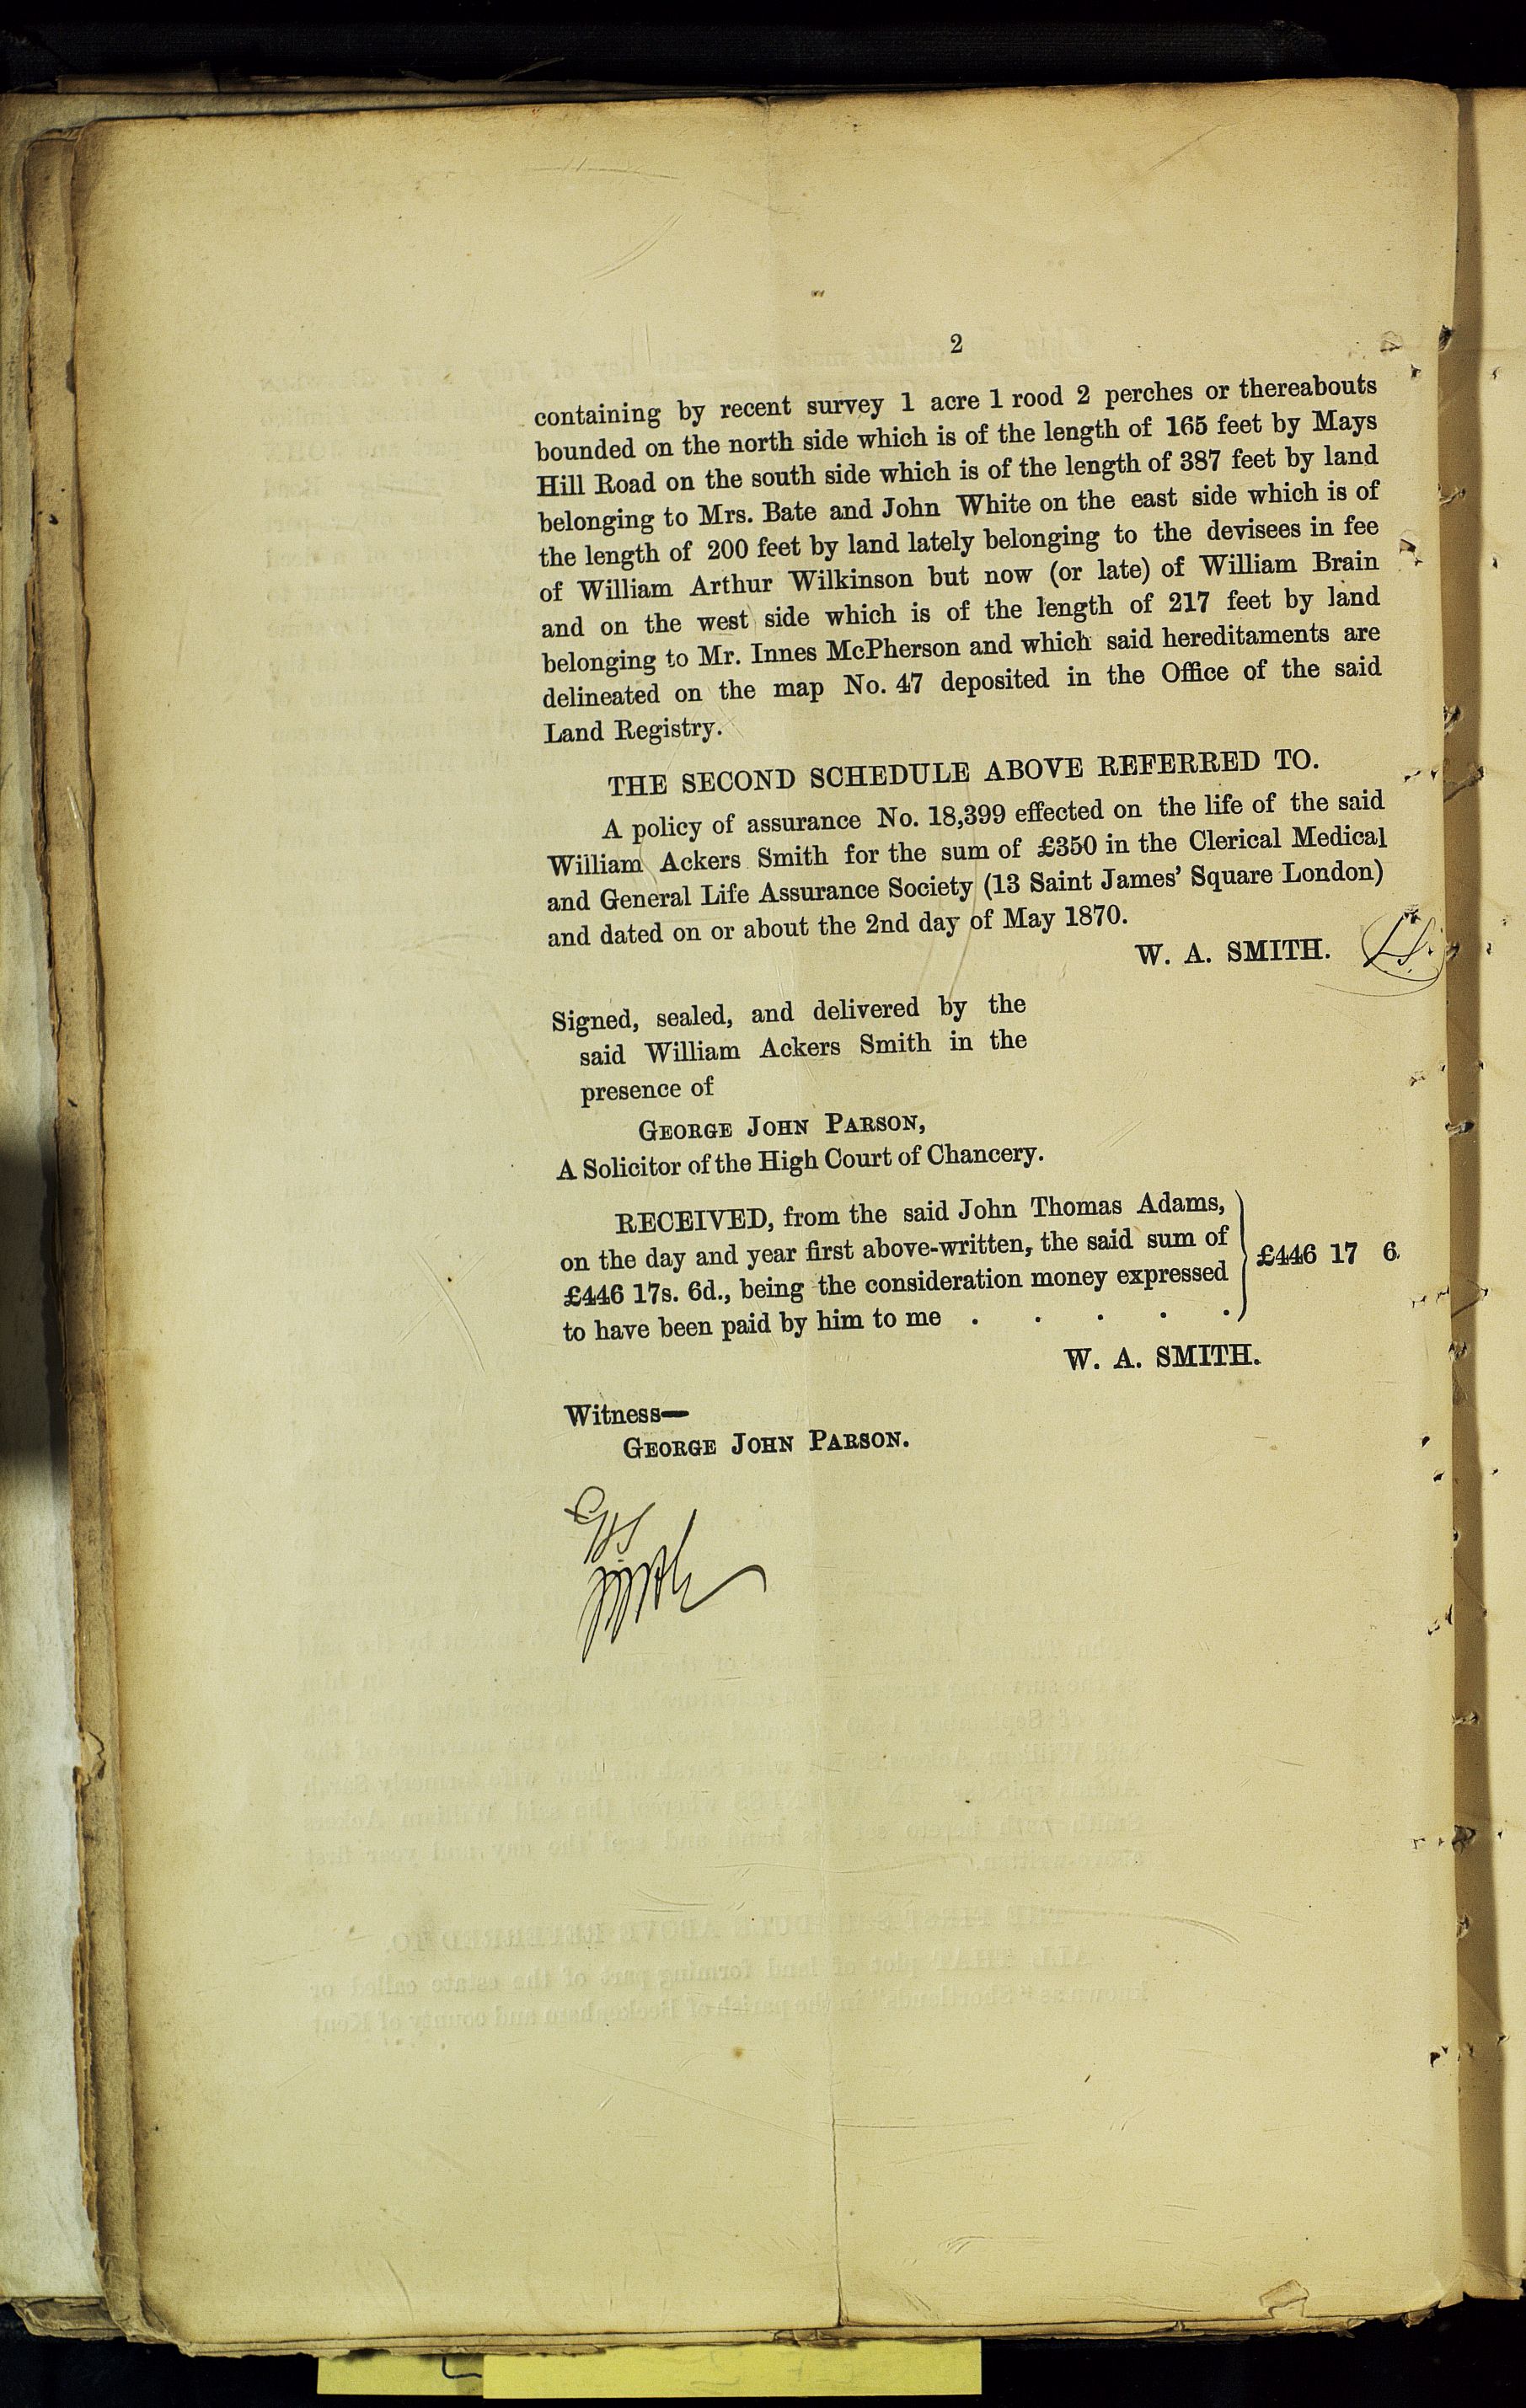 2
containing by recent survey 1 acre 1 rood 2 perches or thereabouts
bounded on the north side which is of the length of 165 feet by Mays
Hill Road on the south side which is of the length of 387 feet by land
belonging to Mrs. Bate and John White on the east side which is of
the length of 200 feet by land lately belonging to the devisees in fee
of William Arthur Wilkinson but now (or late) of William Brain
and on the west side which is of the length of 217 feet by land
belonging to Mr. Innes McPherson and which said hereditaments are
delineated on the map No. 47 deposited in the Office of the said
Land Registry.
THE SECOND SCHEDULE ABOVE REFERRED TO.
A policy of assurance No. 18,399 effected on the life of the said
William Ackers Smith for the sum of £350 in the Clerical Medical
and General Life Assurance Society (13 Saint James' Square London)
and dated on or about the 2nd day of May 1870.
W. A. SMITH. LS.
Signed, sealed, and delivered by the
said William Ackers Smith in the
presence of
GEORGE JOHN PARSON,
A Solicitor of the High Court of Chancery.
RECEIVED, from the said John Thomas Adams,
on the day and year first above-written, the said sum of
£446 17s. 6d., being the consideration money expressed
to have been paid by him to me . . . . .
£446 17 6.
W. A. SMITH.
Witness—
GEORGE JOHN PARSON.